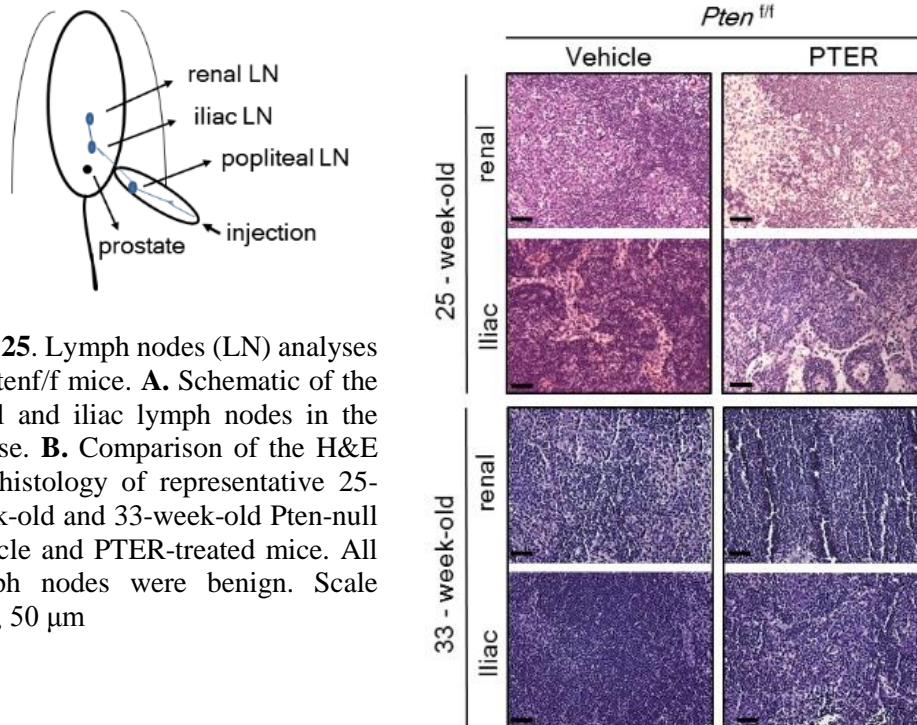 renal LN
iliac LN
popliteal LN
injection
prostate
25. Lymph nodes (LN) analyses
tenf/f mice. A. Schematic of the
l and iliac lymph nodes in the
se. B. Comparison of the H&E
histology of representative 25-
k-old and 33-week-old Pten-null
icle and PTER-treated mice. All
ph nodes were benign. Scale
, 50 μm
Pten f/f
Vehicle PTER
25 - week-old
renal
Iliac
33 - week-old
renal
Iliac